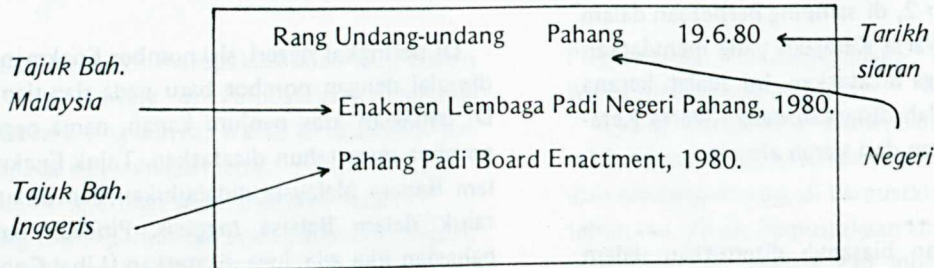 Rang Undang-undang Pahang 19.6.80
Tarikh
siaran
Tajuk Bah.
Malaysia
Enakmen Lembaga Padi Negeri Pahang, 1980.
Negeri
Pahang Padi Board Enactment, 1980.
Tajuk Bah.
Inggeris